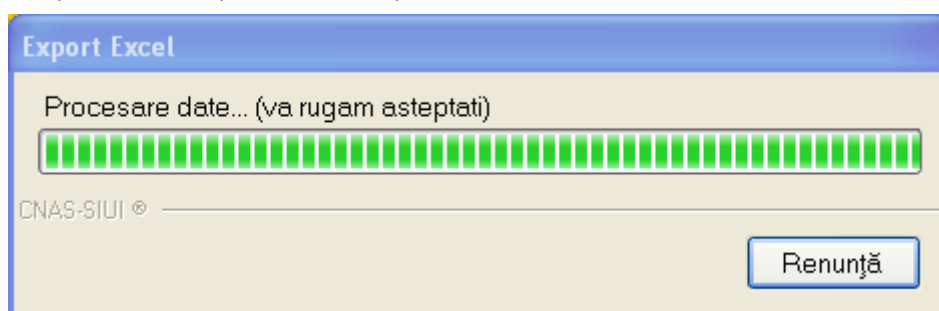 Export Excel
Procesare date... (va rugam asteptati)
CNAS-SIUI ®
Renunţă